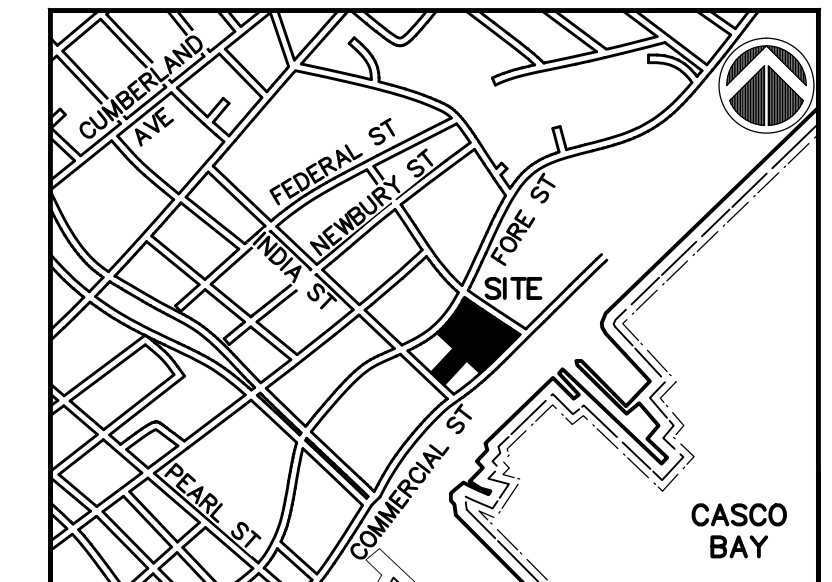 CUMBERLAND
AVE
FEDERAL ST
NEWBURY ST
INDIA ST
FORE ST
SITE
PEARL ST
COMMERCIAL ST
CASCO
BAY